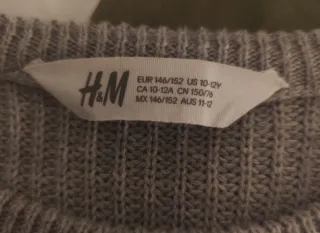 H&M
EUR 146/152 US 10-12Y
CA 10-12A CN 150/76
MX 146/152 AUS 11-12